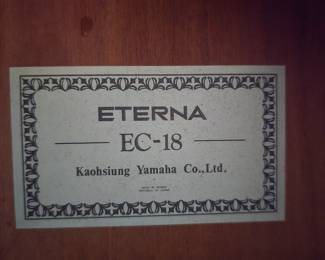 ETERNA
EC-18
Kaohsiung Yamaha Co.,Ltd.